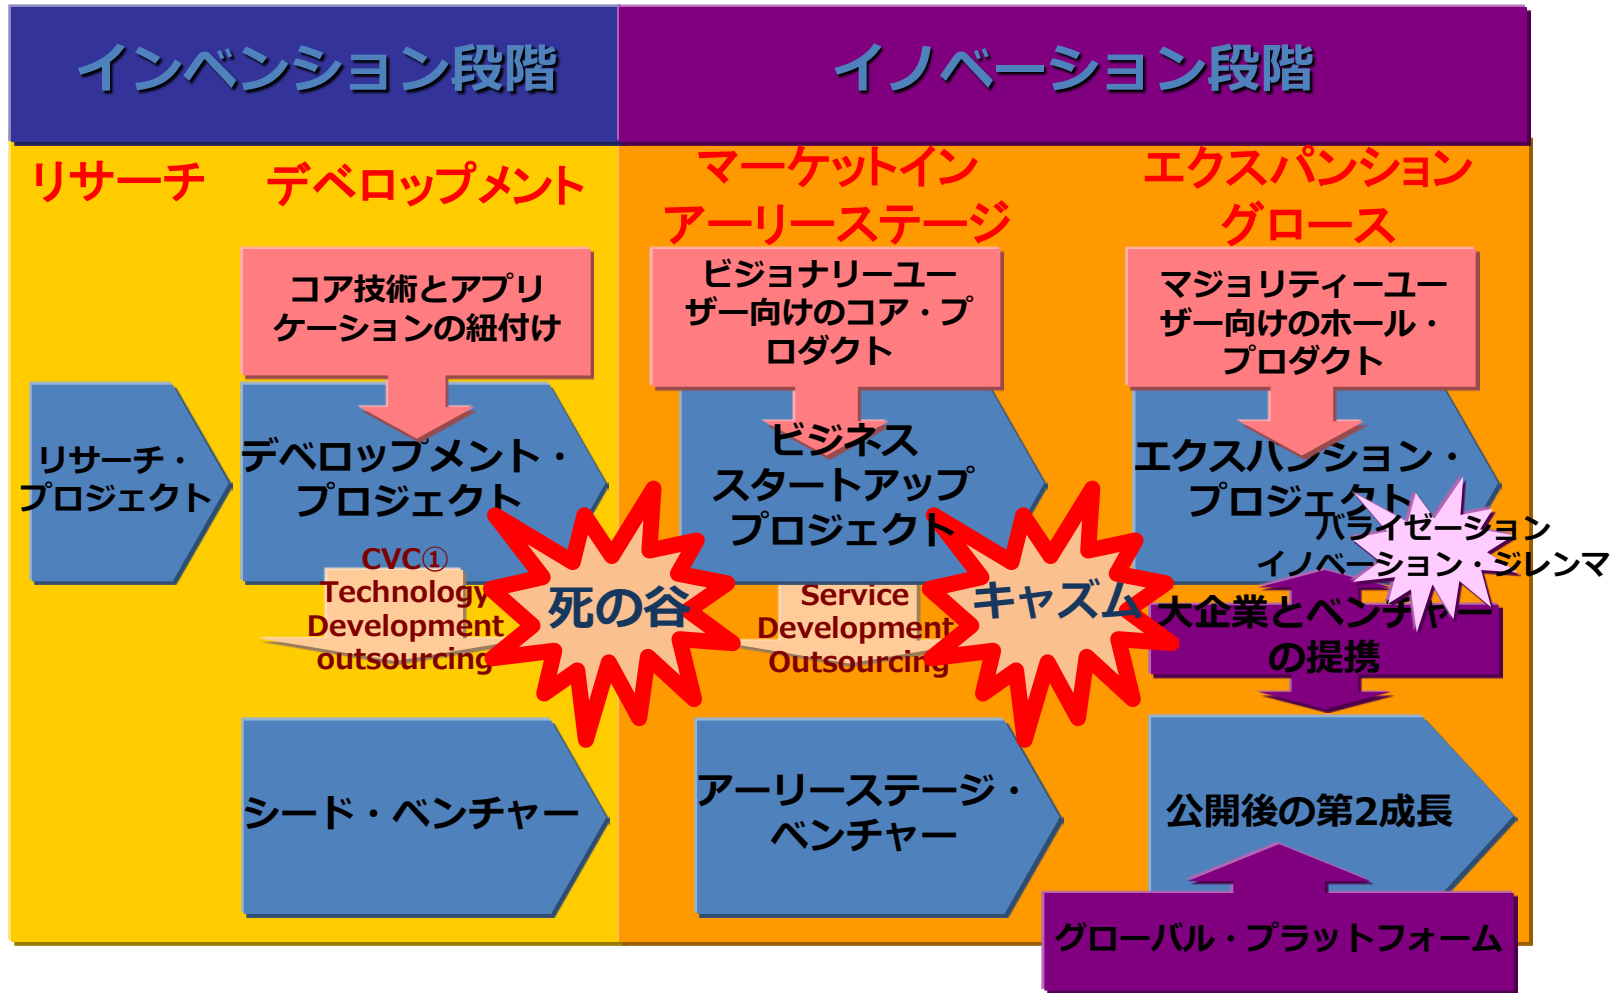 インベンション段階
イノベーション段階
リサーチ
デベロップメント
マーケットイン
アーリーステージ
エクスパンション
グロース
コア技術とアプリ
ケーションの紐付け
ビジョナリーユー
ザー向けのコア・プ
ロダクト
マジョリティーユー
ザー向けのホール・
プロダクト
リサーチ・
プロジェクト
デベロップメント・
プロジェクト
ビジネス
スタートアップ
プロジェクト
エクスパンション・
プロジェクト
バライゼーション
イノベーション・ジレンマ
CVC①
Technology
Development
outsourcing
死の谷
Service
Development
Outsourcing
キャズム
大企業とベンチャー
の提携
シード・ベンチャー
アーリーステージ・
ベンチャー
公開後の第2成長
グローバル・プラットフォーム